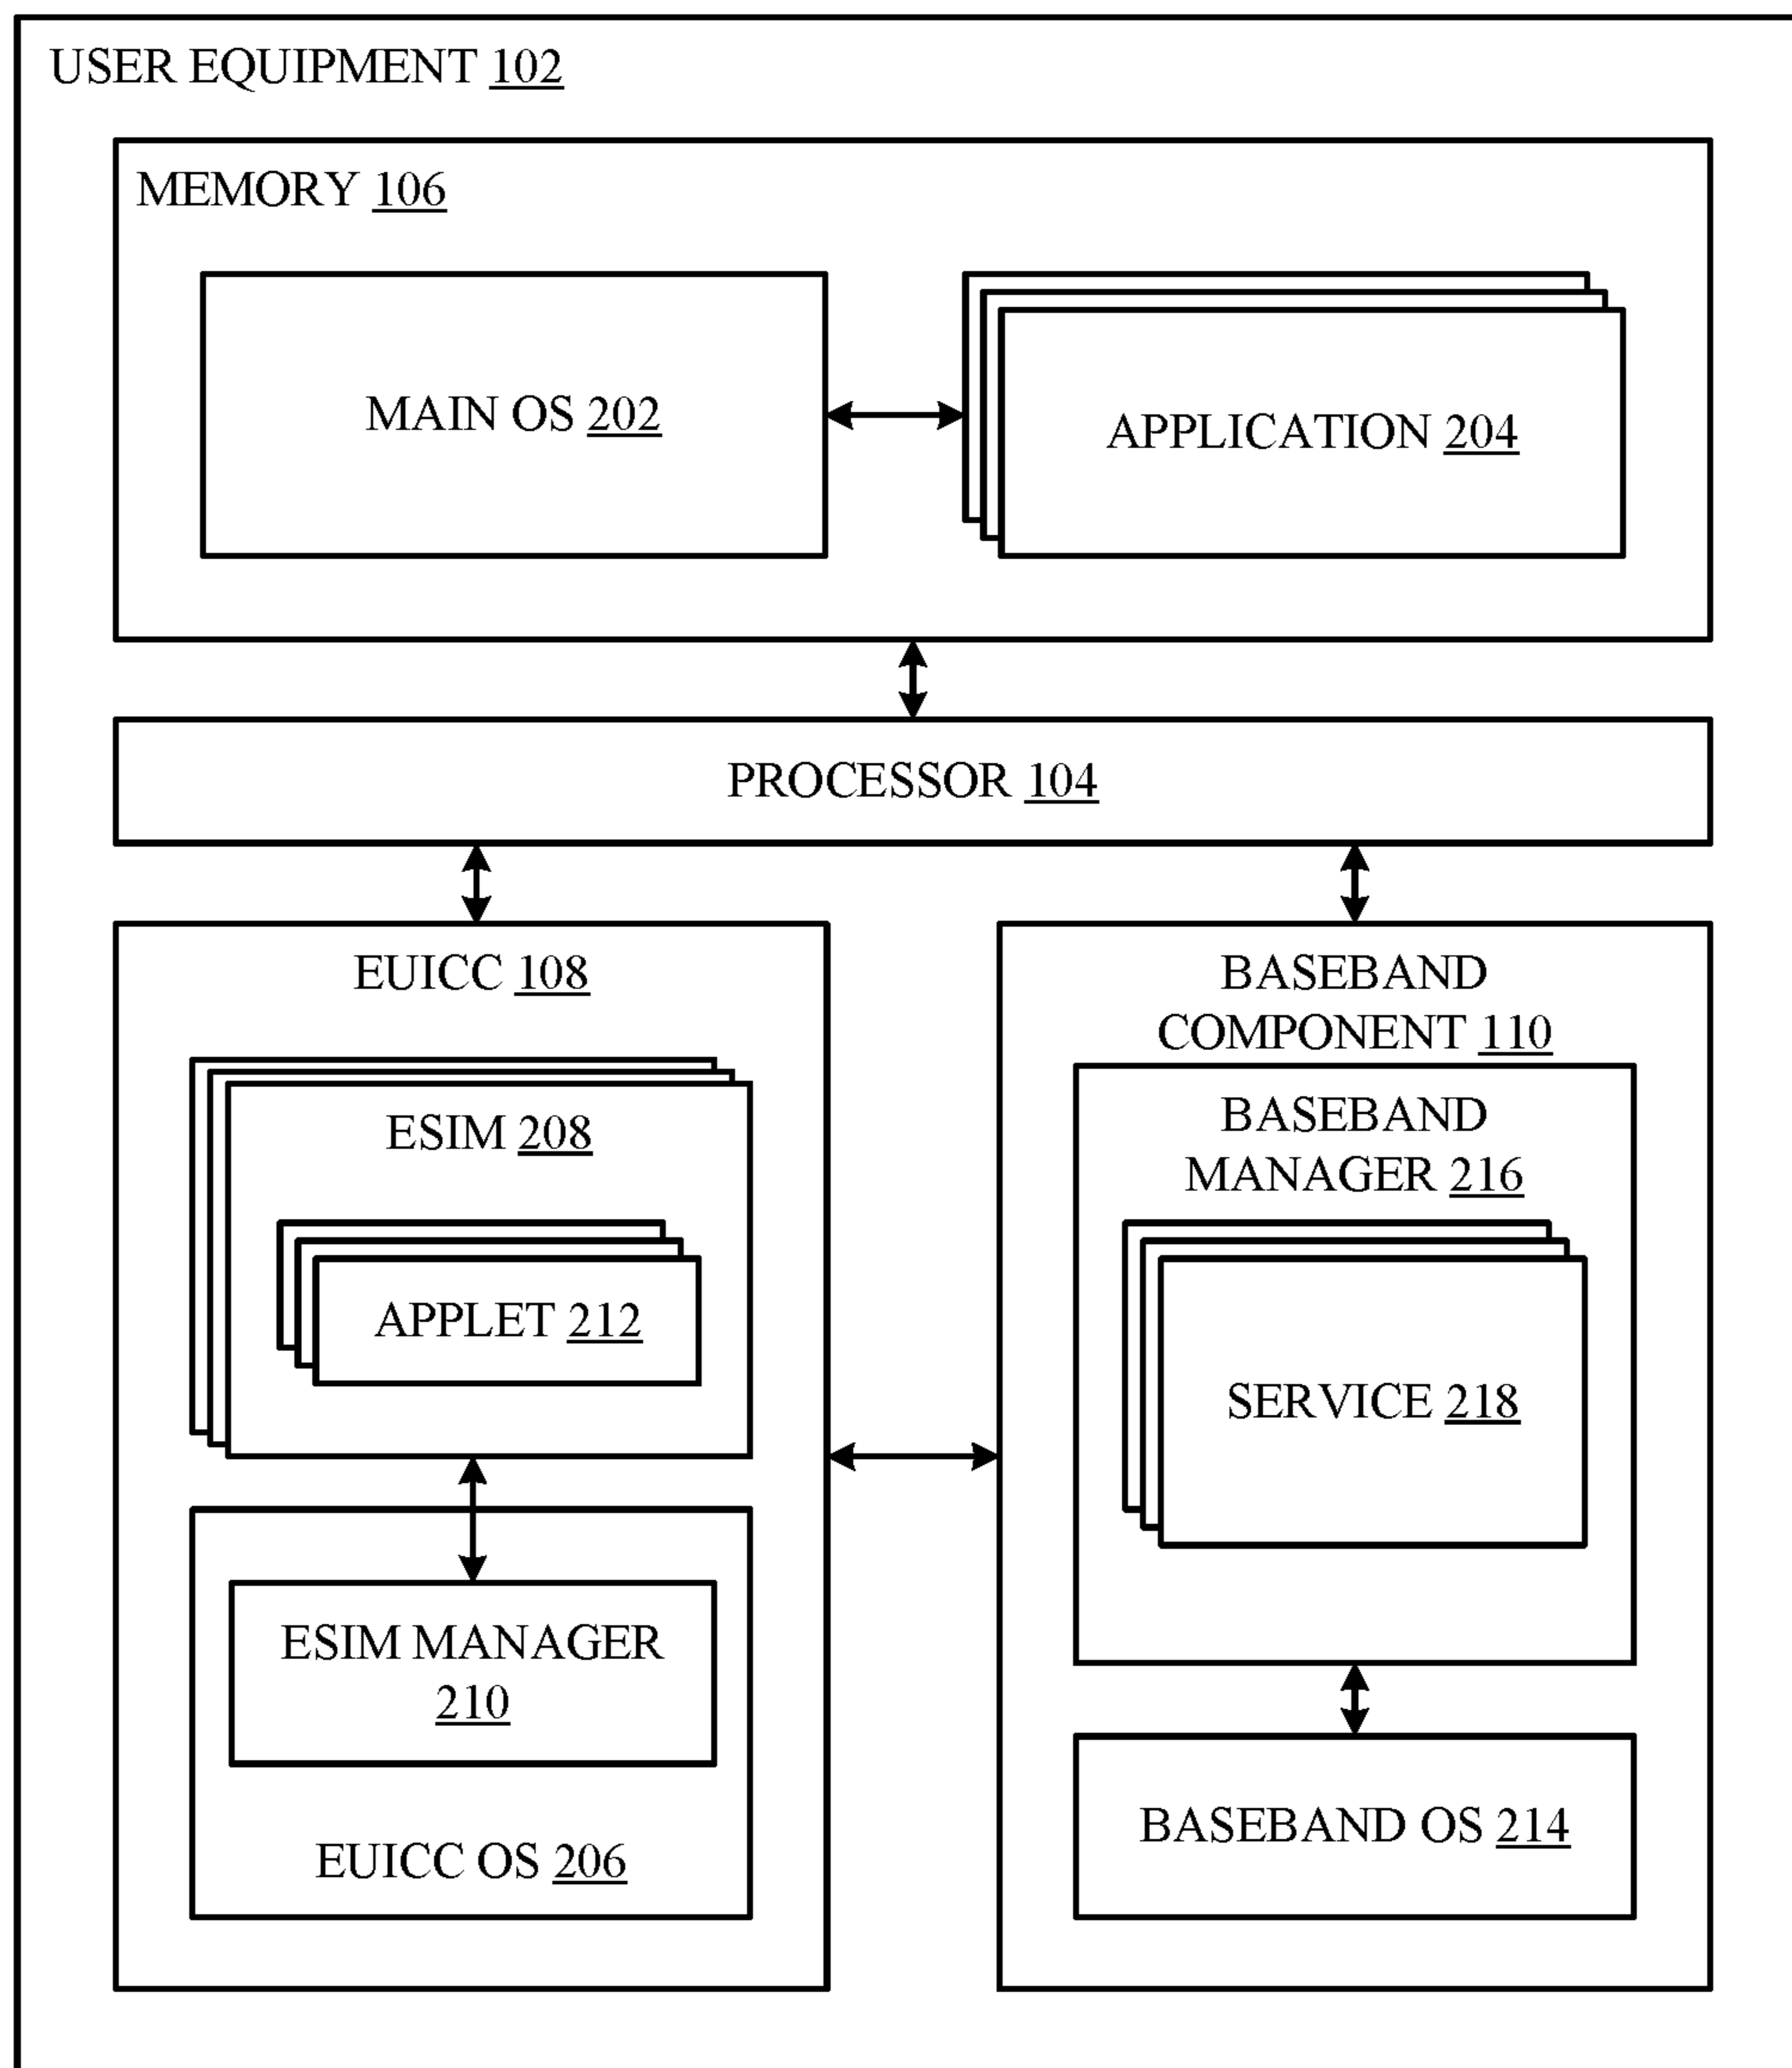 USER EQUIPMENT 102
MEMORY 106
MAIN OS 202
APPLICATION 204
PROCESSOR 104
EUICC 108
ESIM 208
APPLET 212
ESIM MANAGER
210
EUICC OS 206
BASEBAND
COMPONENT 110
BASEBAND
MANAGER 216
SERVICE 218
BASEBAND OS 214